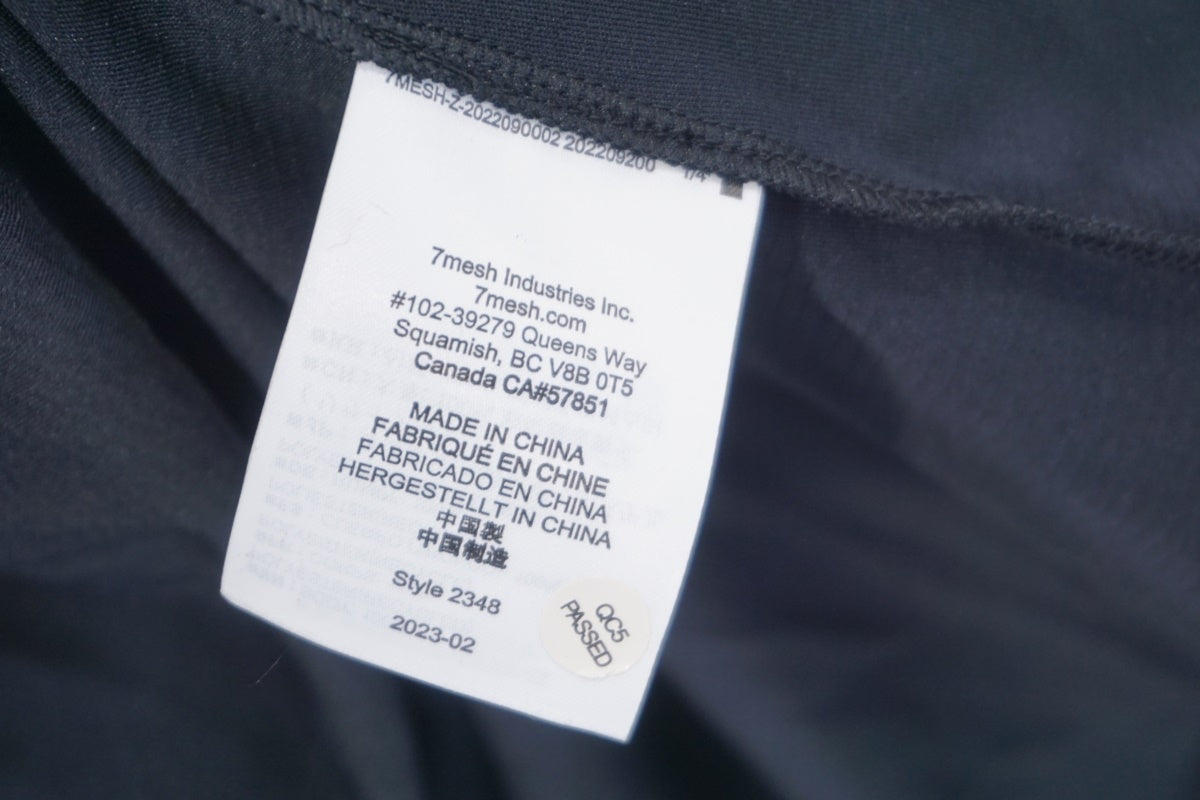 7MESH-Z-2022090002 202209200 1/4
7mesh Industries Inc.
7mesh.com
#102-39279 Queens Way
Squamish, BC V8B 0T5
Canada CA#57851
MADE IN CHINA
FABRIQUÉ EN CHINE
FABRICADO EN CHINA
HERGESTELLT IN CHINA
中国製
中国制造
Style 2348
2023-02
QC5
PASSED